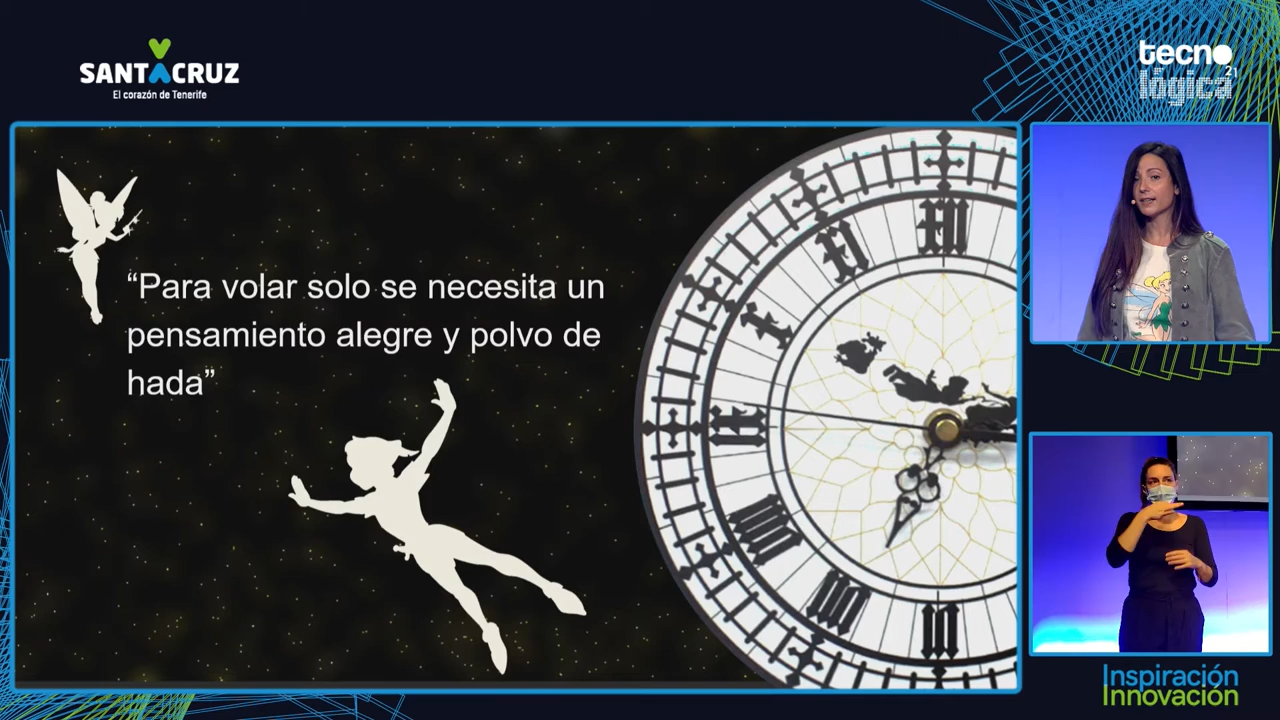 SANTACRUZ
El corazón de Tenerife
tecno
lógica
21
“Para volar solo se necesita un
pensamiento alegre y polvo de
hada”
Inspiración
Innovación